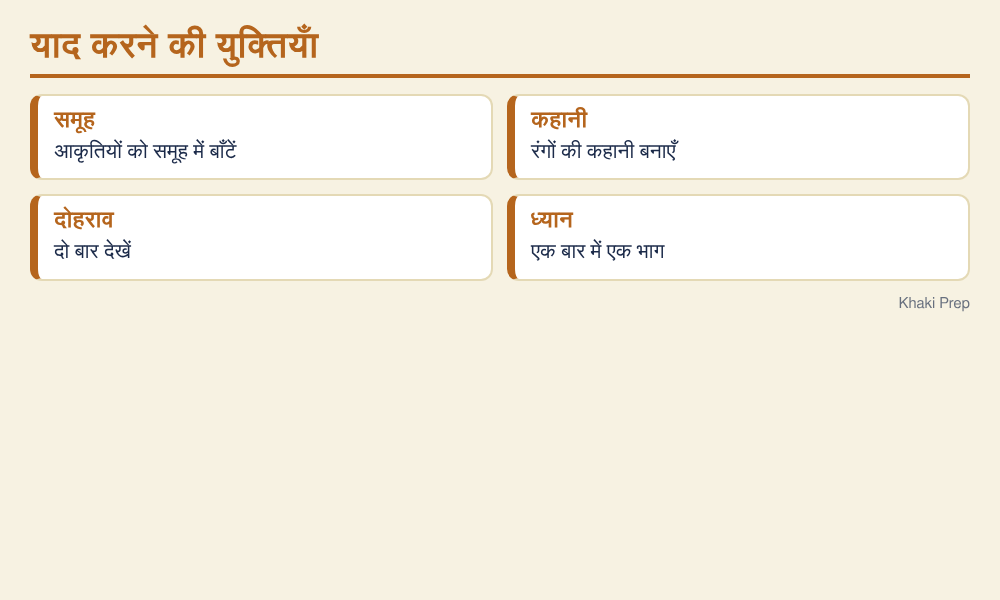 याद करने की युक्तियाँ
समूह
आकृतियों को समूह में बाँटें
कहानी
रंगों की कहानी बनाएँ
दोहराव
दो बार देखें
ध्यान
एक बार में एक भाग
Khaki Prep